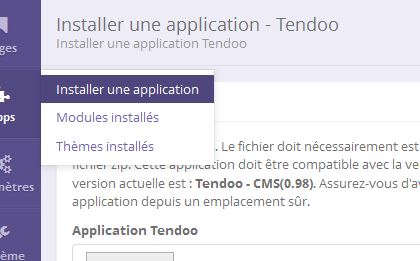 Installer une application - Tendoo
Installer une application Tendoo
ges
Installer une application
Modules installés
ops
Thèmes installés
. Le fichier doit nécessairement est
fichier zip. Cette application doit être compatible avec la ve
mètres
version actuelle est : Tendoo - CMS(0.98). Assurez-vous d'av
application depuis un emplacement sûr.
Application Tendoo
ème